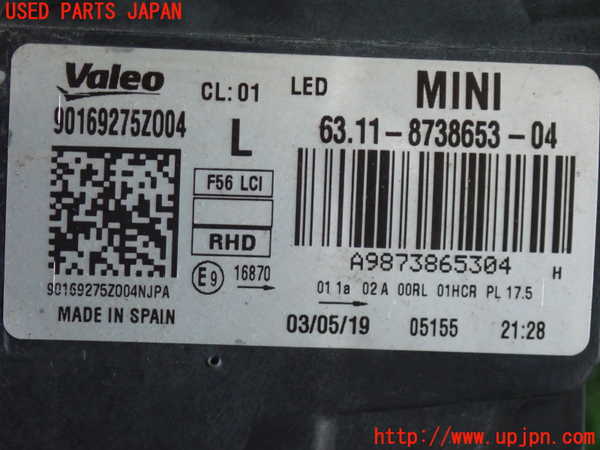 USED PARTS JAPAN
Valeo
CL: 01
LED
MINI
90169275Z004
L
63.11-8738653-04
F56 LCI
RHD
E9
16870
A9873865304
H
90169275Z004NJPA
01 1a 02A 00RL 01HCR PL 17.5
MADE IN SPAIN
03/05/19
05155
21:28
http://www.upjpn.com/